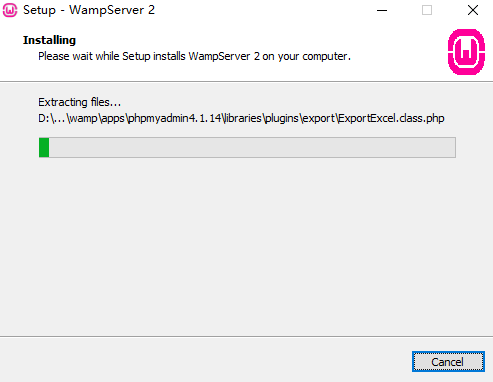 Setup - WampServer 2
Installing
Please wait while Setup installs WampServer 2 on your computer.
Extracting files...
D:\...\wamp\apps\phpmyadmin4.1.14\libraries\plugins\export\ExportExcel.class.php
Cancel